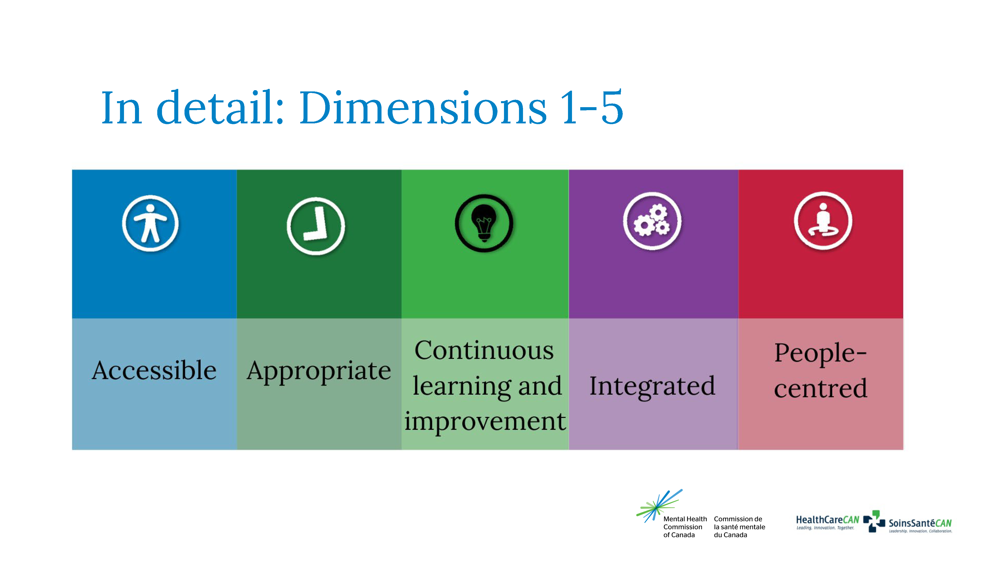 In detail: Dimensions 1-5
Accessible
Appropriate
Continuous
learning and
improvement
Integrated
People-
centred
Mental Health
Commission
of Canada
Commission de
la santé mentale
du Canada
HealthCareCAN
Leading. Innovation. Together.
SoinsSantéCAN
Leadership. Innovation. Collaboration.